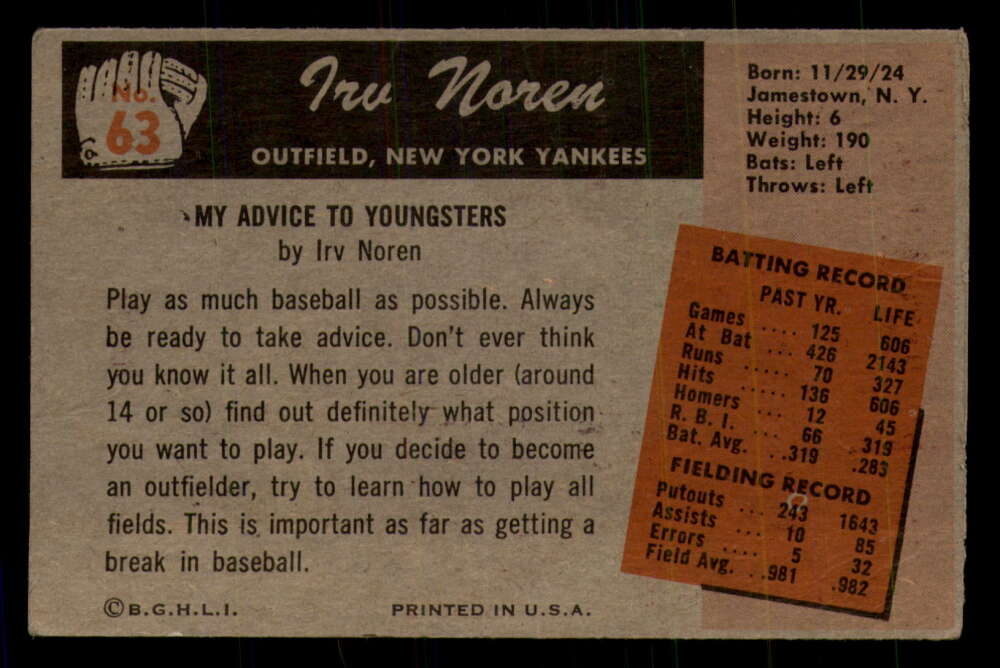 No.
63
Irv Noren
OUTFIELD, NEW YORK YANKEES
Born: 11/29/24
Jamestown, N. Y.
Height: 6
Weight: 190
Bats: Left
Throws: Left
MY ADVICE TO YOUNGSTERS
by Irv Noren
Play as much baseball as possible. Always
be ready to take advice. Don't ever think
you know it all. When you are older (around
14 or so) find out definitely what position
you want to play. If you decide to become
an outfielder, try to learn how to play all
fields. This is important as far as getting a
break in baseball.
©B.G.H.L.I. PRINTED IN U.S.A.
BATTING RECORD
PAST YR. LIFE
Games .... 125 606
At Bat ... 426 2143
Runs ..... 70 327
Hits ..... 136 606
Homers ... 12 45
R. B. I. ... 66 319
Bat. Avg. ..319 .283
FIELDING RECORD
Putouts ... 243 1643
Assists ... 10 85
Errors .... 5 32
Field Avg. ..981 .982